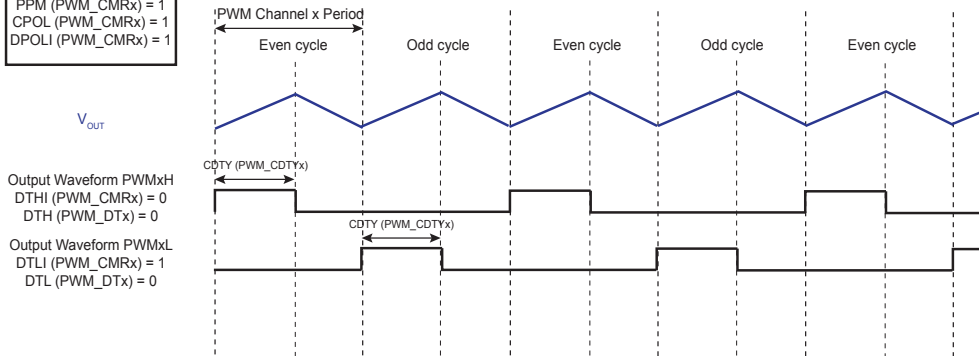 PPM (PWM_CMRx) = 1
CPOL (PWM_CMRx) = 1
DPOLI (PWM_CMRx) = 1
PWM Channel x Period
Even cycle
Odd cycle
Even cycle
Odd cycle
Even cycle
VOUT
CDTY (PWM_CDTYx)
Output Waveform PWMxH
DTHI (PWM_CMRx) = 0
DTH (PWM_DTx) = 0
CDTY (PWM_CDTYx)
Output Waveform PWMxL
DTLI (PWM_CMRx) = 1
DTL (PWM_DTx) = 0